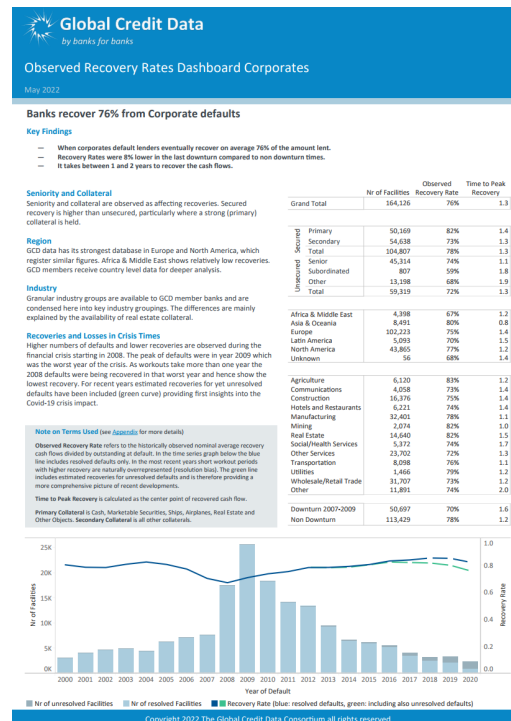 Global Credit Data
by banks for banks
Observed Recovery Rates Dashboard Corporates
May 2022
Banks recover 76% from Corporate defaults
Key Findings
— When corporates default lenders eventually recover on average 76% of the amount lent.
— Recovery Rates were 8% lower in the last downturn compared to non downturn times.
— It takes between 1 and 2 years to recover the cash flows.
Seniority and Collateral
Seniority and collateral are observed as affecting recoveries. Secured
recovery is higher than unsecured, particularly where a strong (primary)
collateral is held.
Region
GCD data has its strongest database in Europe and North America, which
register similar figures. Africa & Middle East shows relatively low recoveries.
GCD members receive country level data for deeper analysis.
Industry
Granular industry groups are available to GCD member banks and are
condensed here into key industry groupings. The differences are mainly
explained by the availability of real estate collateral.
Recoveries and Losses in Crisis Times
Higher numbers of defaults and lower recoveries are observed during the
financial crisis starting in 2008. The peak of defaults were in year 2009 which
was the worst year of the crisis. As workouts take more than one year the
2008 defaults were being recovered in that worst year and hence show the
lowest recovery. For recent years estimated recoveries for yet unresolved
defaults have been included (green curve) providing first insights into the
Covid-19 crisis impact.
Note on Terms Used (see Appendix for more details)
Observed Recovery Rate refers to the historically observed nominal average recovery
cash flows divided by outstanding at default. In the time series graph below the blue
line includes resolved defaults only. In the most recent years short workout periods
with higher recovery are naturally overrepresented (resolution bias). The green line
includes estimated recoveries for unresolved defaults and is therefore providing a
more comprehensive picture of recent developments.
Time to Peak Recovery is calculated as the center point of recovered cash flow.
Primary Collateral is Cash, Marketable Securities, Ships, Airplanes, Real Estate and
Other Objects. Secondary Collateral is all other collaterals.
Observed Time to Peak
Nr of Facilities Recovery Rate Recovery
Grand Total 164,126 76% 1.3
Secured
Primary 50,169 82% 1.4
Secondary 54,638 73% 1.3
Total 104,807 78% 1.3
Unsecured
Senior 45,314 74% 1.1
Subordinated 807 59% 1.8
Other 13,198 68% 1.9
Total 59,319 72% 1.3
Africa & Middle East 4,398 67% 1.2
Asia & Oceania 8,491 80% 0.8
Europe 102,223 75% 1.4
Latin America 5,093 70% 1.5
North America 43,865 77% 1.2
Unknown 56 68% 1.4
Agriculture 6,120 83% 1.2
Communications 4,058 73% 1.4
Construction 16,376 75% 1.4
Hotels and Restaurants 6,221 74% 1.4
Manufacturing 32,401 78% 1.1
Mining 2,074 82% 1.0
Real Estate 14,640 82% 1.5
Social/Health Services 5,372 74% 1.7
Other Services 23,702 72% 1.3
Transportation 8,098 76% 1.1
Utilities 1,466 79% 1.2
Wholesale/Retail Trade 31,707 73% 1.2
Other 11,891 74% 2.0
Downturn 2007-2009 50,697 70% 1.6
Non Downturn 113,429 78% 1.2
Nr of Facilities
25K
20K
15K
10K
5K
0K
1.0
0.8
0.6
0.4
0.2
0.0
Recovery Rate
2000 2001 2002 2003 2004 2005 2006 2007 2008 2009 2010 2011 2012 2013 2014 2015 2016 2017 2018 2019 2020
Year of Default
Nr of unresolved Facilities Nr of resolved Facilities Recovery Rate (blue: resolved defaults, green: including also unresolved defaults)
Copyright 2022 The Global Credit Data Consortium all rights reserved